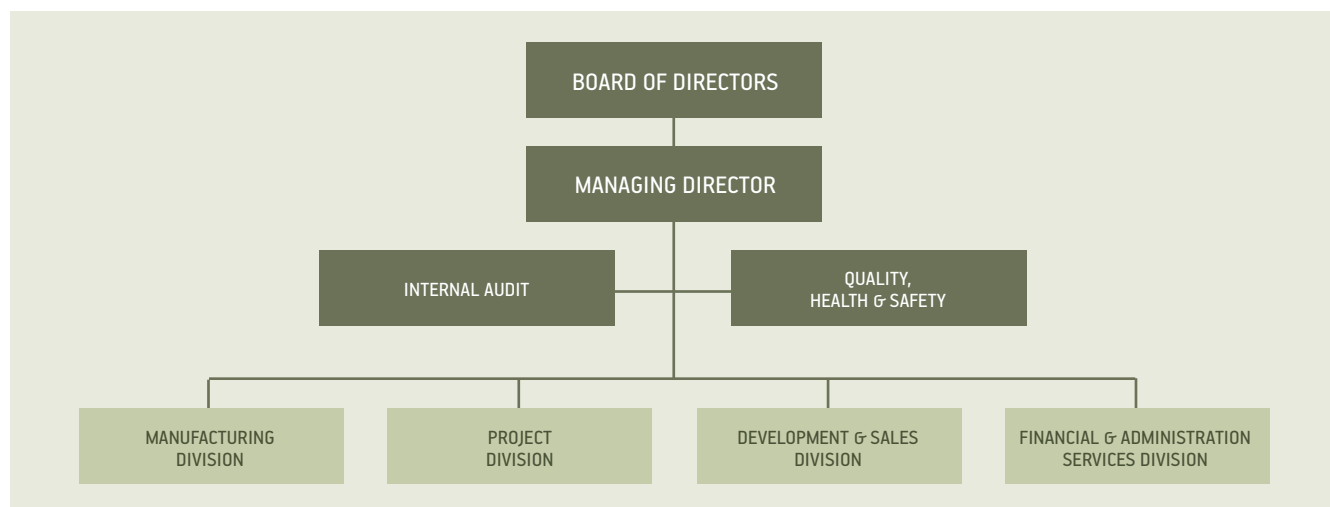 BOARD OF DIRECTORS
MANAGING DIRECTOR
INTERNAL AUDIT
QUALITY,
HEALTH & SAFETY
MANUFACTURING
DIVISION
PROJECT
DIVISION
DEVELOPMENT & SALES
DIVISION
FINANCIAL & ADMINISTRATION
SERVICES DIVISION